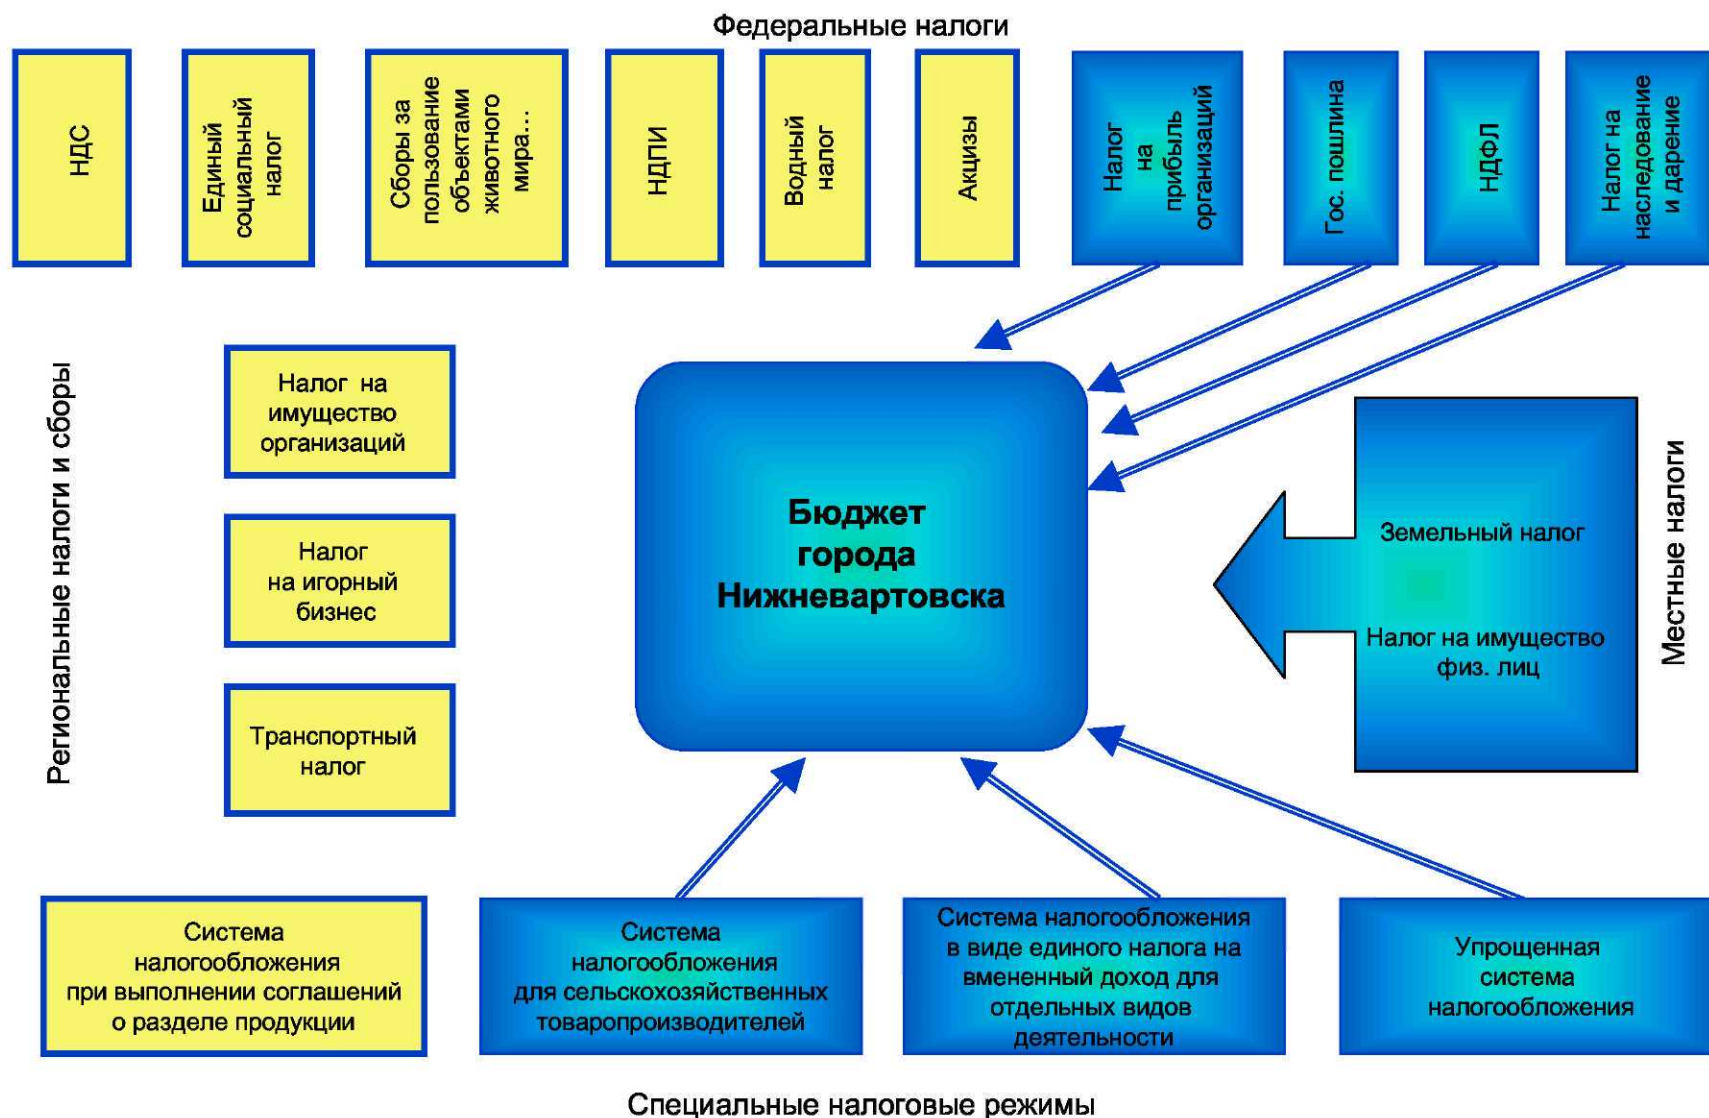 Федеральные налоги
НДС
Единый
социальный
налог
Сборы за
пользование
объектами
животного
мира...
НДПИ
Водный
налог
Акцизы
Налог
на
прибыль
организаций
Гос. пошлина
НДФЛ
Налог на
наследование
и дарение
Региональные налоги и сборы
Налог на
имущество
организаций
Налог
на игорный
бизнес
Транспортный
налог
Бюджет
города
Нижневартовска
Земельный налог
Налог на имущество
физ. лиц
Местные налоги
Система
налогообложения
при выполнении соглашений
о разделе продукции
Система
налогообложения
для сельскохозяйственных
товаропроизводителей
Система налогообложения
в виде единого налога на
вмененный доход для
отдельных видов
деятельности
Упрощенная
система
налогообложения
Специальные налоговые режимы